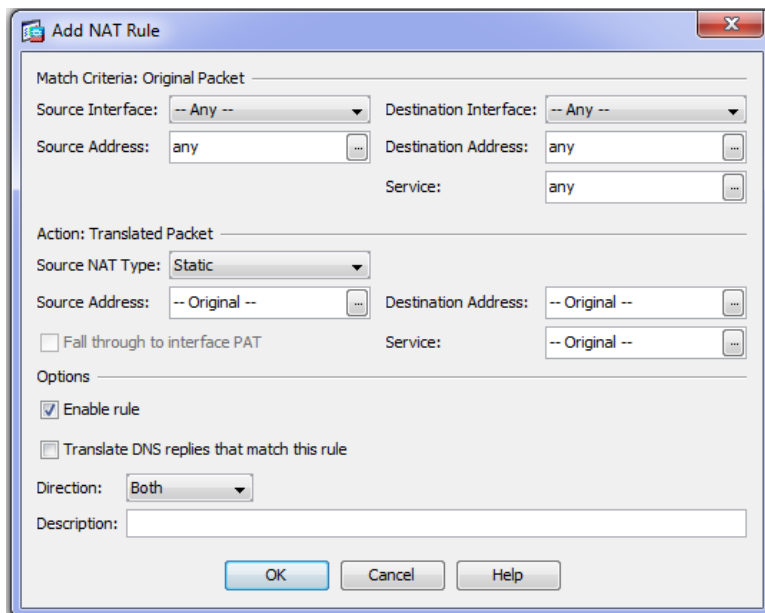 Add NAT Rule
Match Criteria: Original Packet
Source Interface: -- Any -- Destination Interface: -- Any --
Source Address: any ... Destination Address: any ...
Service: any ...
Action: Translated Packet
Source NAT Type: Static
Source Address: -- Original -- ... Destination Address: -- Original -- ...
Fall through to interface PAT Service: -- Original -- ...
Options
Enable rule
Translate DNS replies that match this rule
Direction: Both
Description:
OK Cancel Help